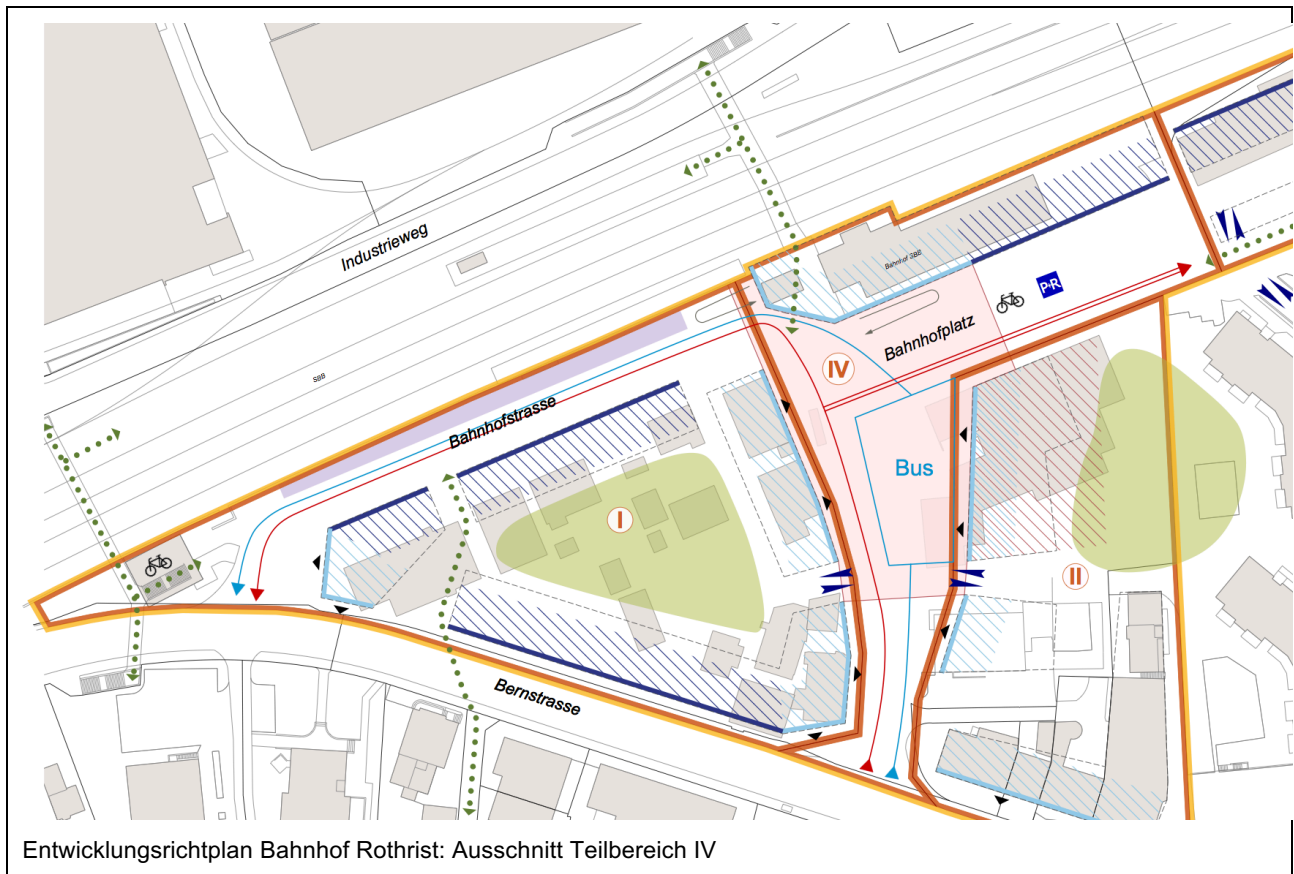 Industrieweg
Bahnhof SBB
P+R
SBB
Bahnhofplatz
IV
Bahnhofstrasse
Bus
I
II
Bernstrasse
Entwicklungsrichtplan Bahnhof Rothrist: Ausschnitt Teilbereich IV